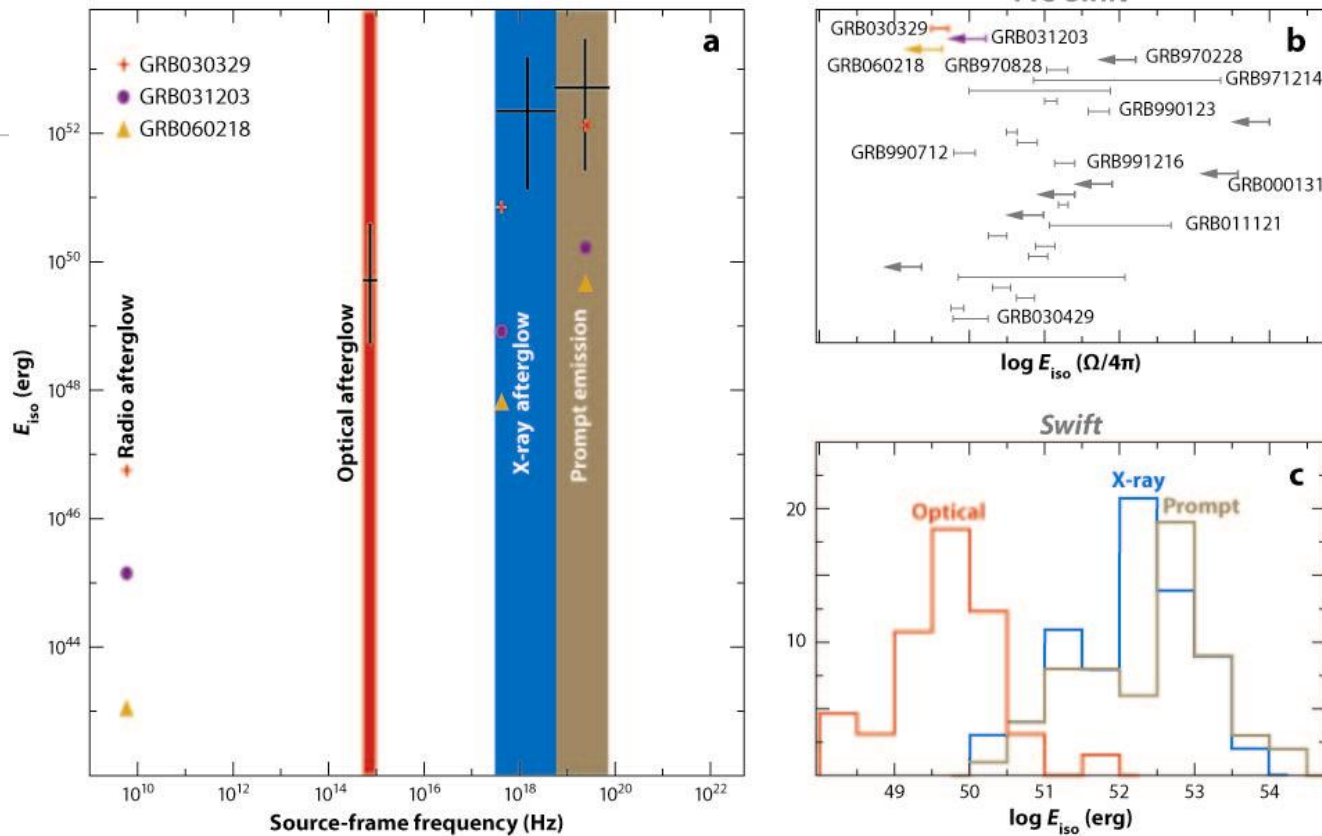 a
GRB030329
GRB031203
GRB060218
10^52
10^50
10^48
10^46
10^44
E_iso (erg)
Radio afterglow
Optical afterglow
X-ray afterglow
Prompt emission
10^10 10^12 10^14 10^16 10^18 10^20 10^22
Source-frame frequency (Hz)
b
GRB030329
GRB031203
GRB060218
GRB970828
GRB970228
GRB971214
GRB990123
GRB990712
GRB991216
GRB000131
GRB011121
GRB030429
log E_iso (Ω/4π)
Swift
c
X-ray
Optical
Prompt
20
10
49 50 51 52 53 54
log E_iso (erg)